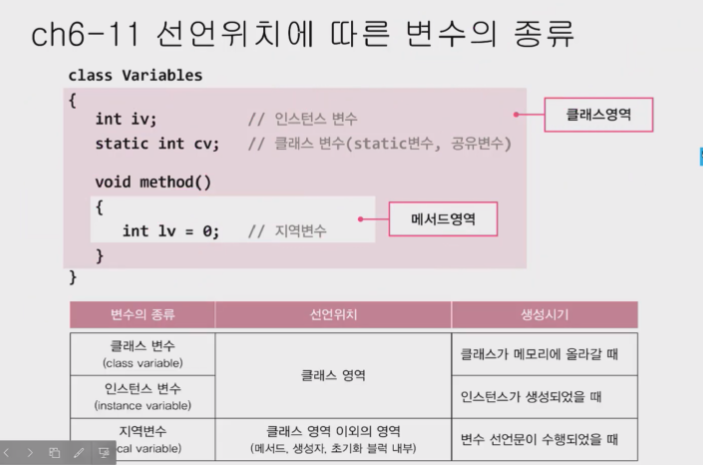 ch6-11 선언위치에 따른 변수의 종류
class Variables
{
int iv; // 인스턴스 변수
클래스영역
static int cv; // 클래스 변수(static변수, 공유변수)
void method()
{
메서드영역
int lv = 0; // 지역변수
}
}
변수의 종류 선언위치 생성시기
클래스 변수
(class variable)
클래스 영역
클래스가 메모리에 올라갈 때
인스턴스 변수
(instance variable)
인스턴스가 생성되었을 때
지역변수
variable)
클래스 영역 이외의 영역
(메서드, 생성자, 초기화 블럭 내부)
변수 선언문이 수행되었을 때